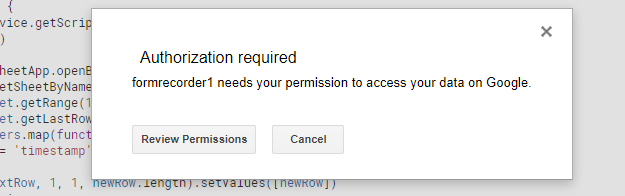 {
vice.getScrip
)
Authorization required
formrecorder1 needs your permission to access your data on Google.
heetApp.openB
etSheetByName
et.getRange(1
et.getLastRow
ers.map(funct
= 'timestamp'
Review Permissions Cancel
xtRow, 1, 1, newRow.length).setValues([newRow])